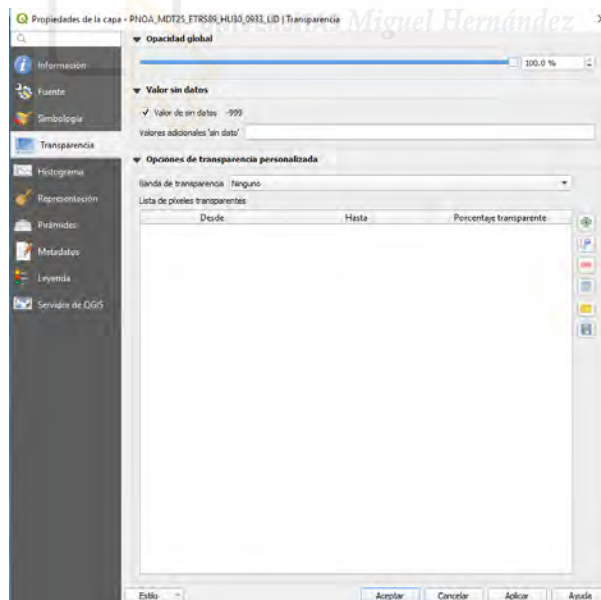 Propiedades de la capa - PNOA_MDT25_ETRS89_HU30_0933_LID | Transparencia
UNIVERSITAS Miguel Hernández
Información
Fuente
Simbología
Transparencia
Histograma
Representación
Pirámides
Metadatos
Leyenda
Servidor de QGIS
Opacidad global
100.0 %
Valor sin datos
Valor de sin datos -999
Valores adicionales 'sin dato'
Opciones de transparencia personalizada
Banda de transparencia Ninguno
Lista de píxeles transparentes
Desde Hasta Porcentaje transparente
Estilo Aceptar Cancelar Aplicar Ayuda